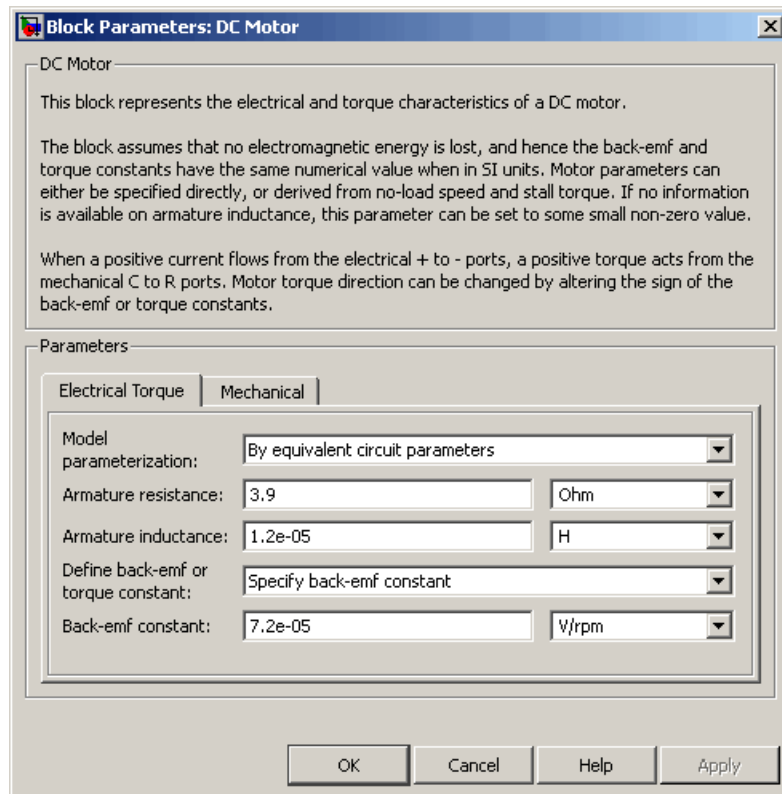 Block Parameters: DC Motor
DC Motor
This block represents the electrical and torque characteristics of a DC motor.
The block assumes that no electromagnetic energy is lost, and hence the back-emf and
torque constants have the same numerical value when in SI units. Motor parameters can
either be specified directly, or derived from no-load speed and stall torque. If no information
is available on armature inductance, this parameter can be set to some small non-zero value.
When a positive current flows from the electrical + to - ports, a positive torque acts from the
mechanical C to R ports. Motor torque direction can be changed by altering the sign of the
back-emf or torque constants.
Parameters
Electrical Torque Mechanical
Model
parameterization: By equivalent circuit parameters
Armature resistance: 3.9 Ohm
Armature inductance: 1.2e-05 H
Define back-emf or
torque constant: Specify back-emf constant
Back-emf constant: 7.2e-05 V/rpm
OK Cancel Help Apply